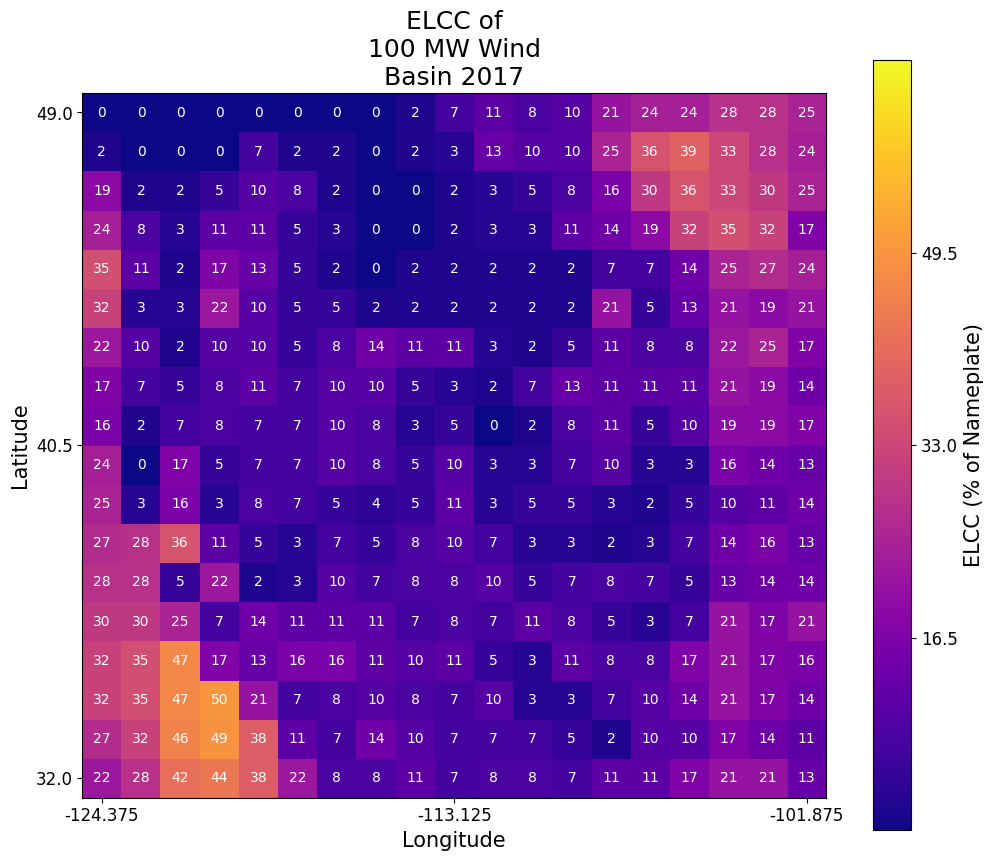 ELCC of
100 MW Wind
Basin 2017
49.0
0 0 0 0 0 0 0 0 2 7 11 8 10 21 24 24 28 28 25
2 0 0 0 7 2 2 0 2 3 13 10 10 25 36 39 33 28 24
19 2 2 5 10 8 2 0 0 2 3 5 8 16 30 36 33 30 25
24 8 3 11 11 5 3 0 0 2 3 3 11 14 19 32 35 32 17
35 11 2 17 13 5 2 0 2 2 2 2 2 7 7 14 25 27 24
32 3 3 22 10 5 5 2 2 2 2 2 2 21 5 13 21 19 21
22 10 2 10 10 5 8 14 11 11 3 2 5 11 8 8 22 25 17
17 7 5 8 11 7 10 10 5 3 2 7 13 11 11 11 21 19 14
40.5
16 2 7 8 7 7 10 8 3 5 0 2 8 11 5 10 19 19 17
24 0 17 5 7 7 10 8 5 10 3 3 7 10 3 3 16 14 13
25 3 16 3 8 7 5 4 5 11 3 5 5 3 2 5 10 11 14
27 28 36 11 5 3 7 5 8 10 7 3 3 2 3 7 14 16 13
28 28 5 22 2 3 10 7 8 8 10 5 7 8 7 5 13 14 14
30 30 25 7 14 11 11 11 7 8 7 11 8 5 3 7 21 17 21
32 35 47 17 13 16 16 11 10 11 5 3 11 8 8 17 21 17 16
32 35 47 50 21 7 8 10 8 7 10 3 3 7 10 14 21 17 14
27 32 46 49 38 11 7 14 10 7 7 7 5 2 10 10 17 14 11
32.0
22 28 42 44 38 22 8 8 11 7 8 8 7 11 11 17 21 21 13
-124.375
-113.125
-101.875
Longitude
Latitude
49.5
33.0
16.5
ELCC (% of Nameplate)